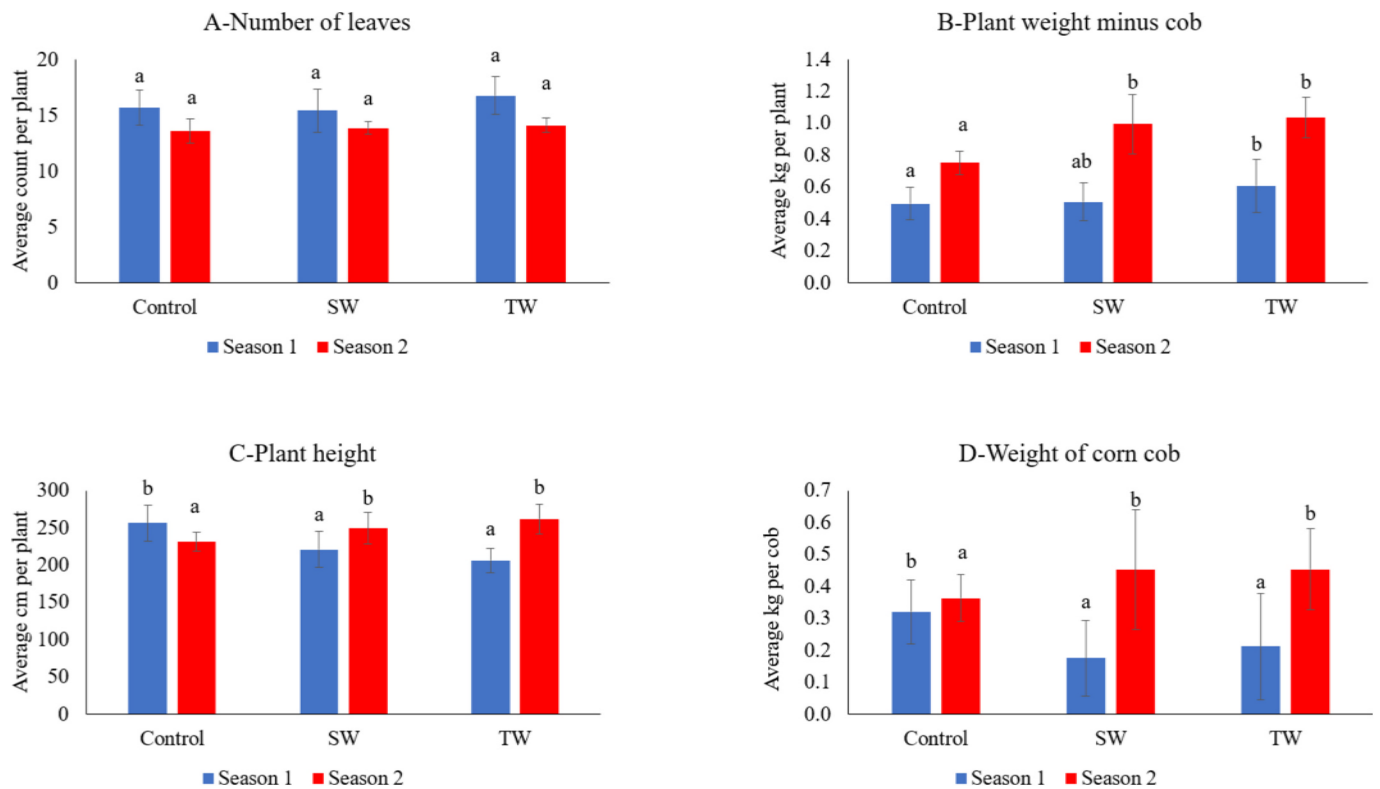 A-Number of leaves
Average count per plant
20
15
10
5
0
a
a
a
a
a
a
Control
SW
TW
Season 1
Season 2
B-Plant weight minus cob
Average kg per plant
1.4
1.2
1.0
0.8
0.6
0.4
0.2
0.0
a
a
ab
b
b
b
Control
SW
TW
Season 1
Season 2
C-Plant height
Average cm per plant
300
250
200
150
100
50
0
b
a
a
b
a
b
Control
SW
TW
Season 1
Season 2
D-Weight of corn cob
Average kg per cob
0.7
0.6
0.5
0.4
0.3
0.2
0.1
0.0
b
a
a
b
a
b
Control
SW
TW
Season 1
Season 2